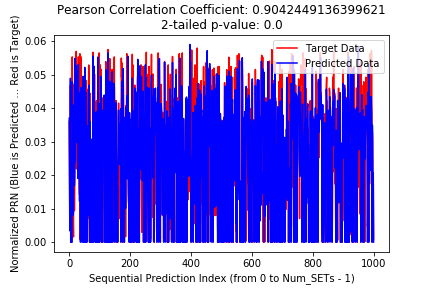 Pearson Correlation Coefficient: 0.9042449136399621
2-tailed p-value: 0.0
Target Data
Predicted Data
Normalized PRN (Blue is Predicted ... Red is Target)
0.06
0.05
0.04
0.03
0.02
0.01
0.00
0 200 400 600 800 1000
Sequential Prediction Index (from 0 to Num_SETs - 1)